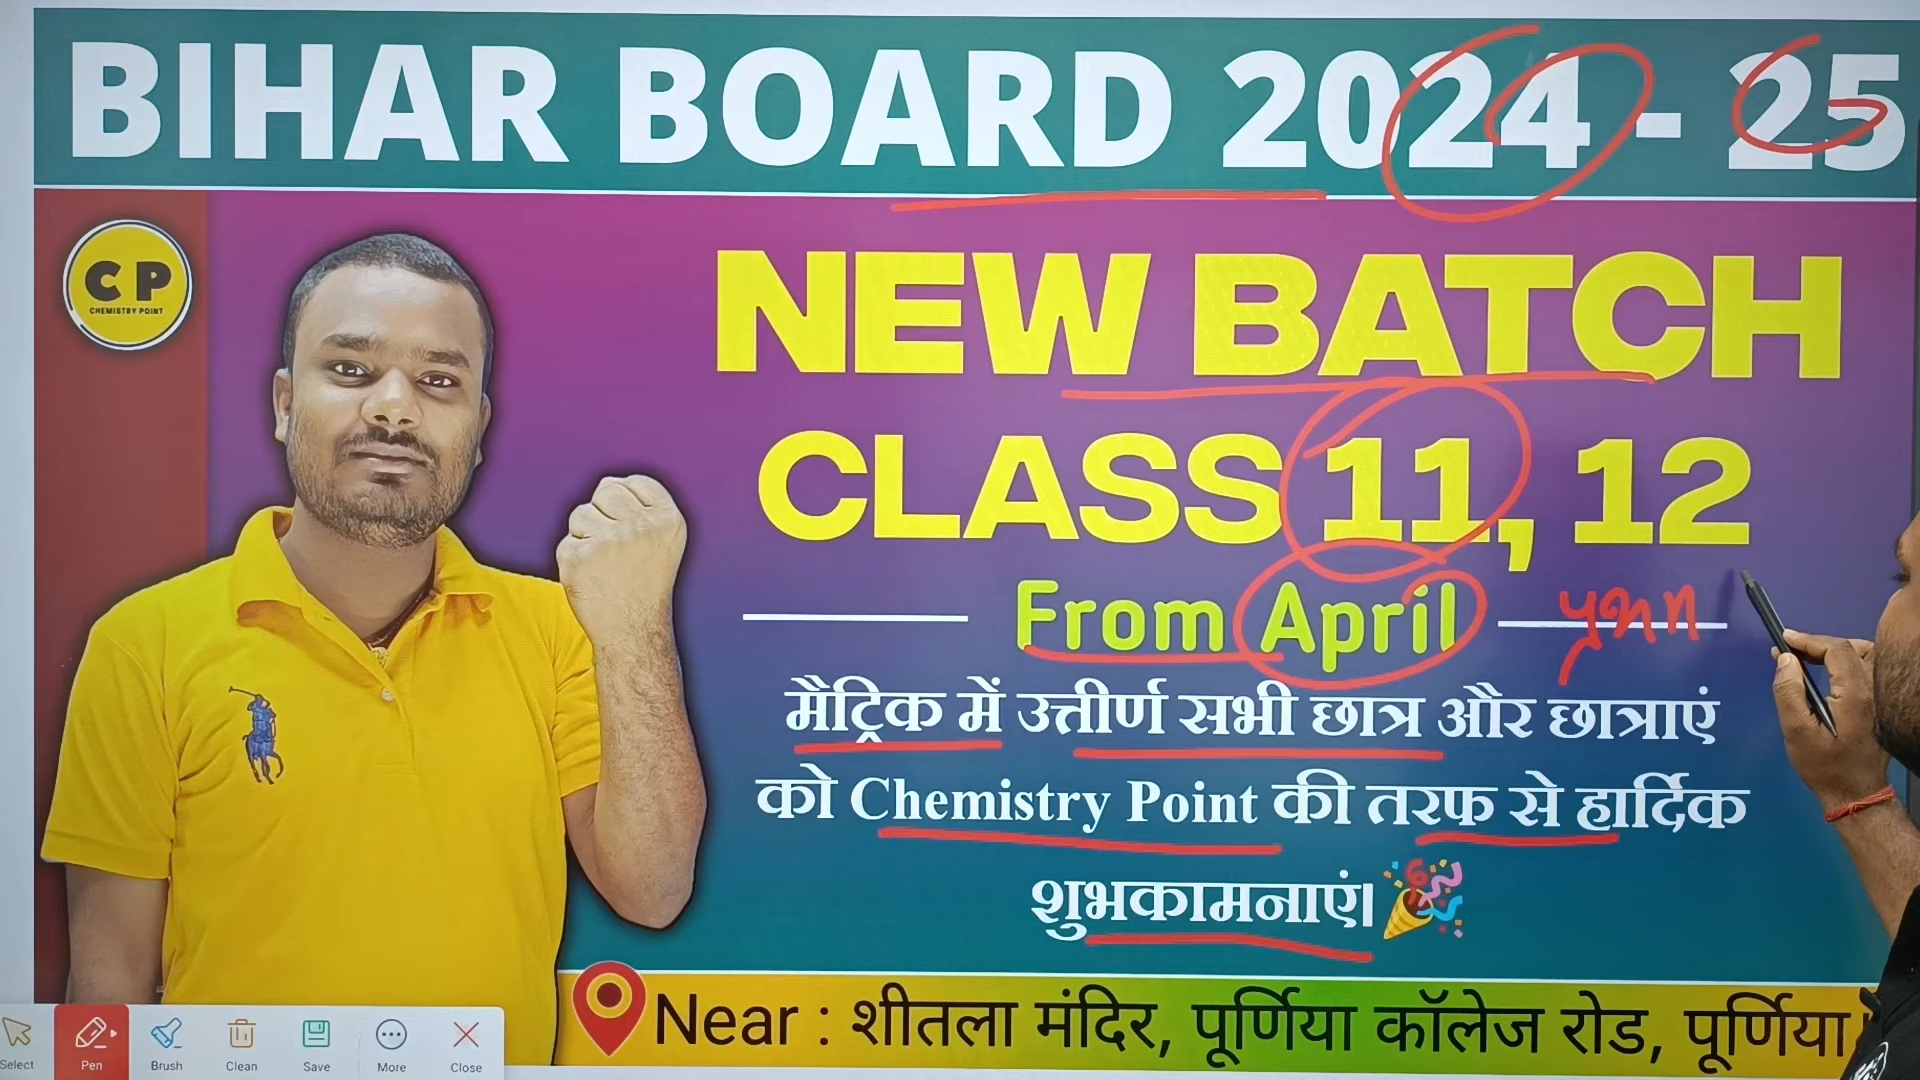 BIHAR BOARD 2024 - 25
C P
CHEMISTRY POINT
NEW BATCH
CLASS 11, 12
From April
मैट्रिक में उत्तीर्ण सभी छात्र और छात्राएं
को Chemistry Point की तरफ से हार्दिक
शुभकामनाएं।
Near : शीतला मंदिर, पूर्णिया कॉलेज रोड, पूर्णिया।
Select Pen Brush Clean Save More Close